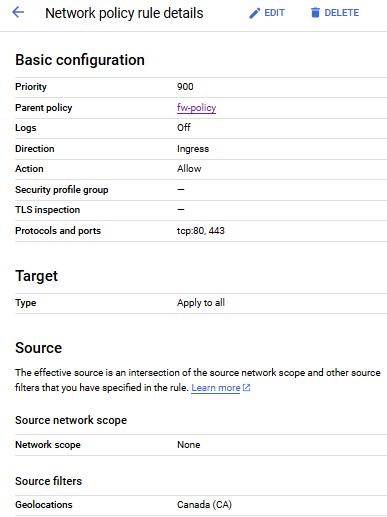 Network policy rule details
EDIT
DELETE
Basic configuration
Priority 900
Parent policy fw-policy
Logs Off
Direction Ingress
Action Allow
Security profile group —
TLS inspection —
Protocols and ports tcp:80, 443
Target
Type Apply to all
Source
The effective source is an intersection of the source network scope and other source
filters that you have specified in the rule. Learn more
Source network scope
Network scope None
Source filters
Geolocations Canada (CA)